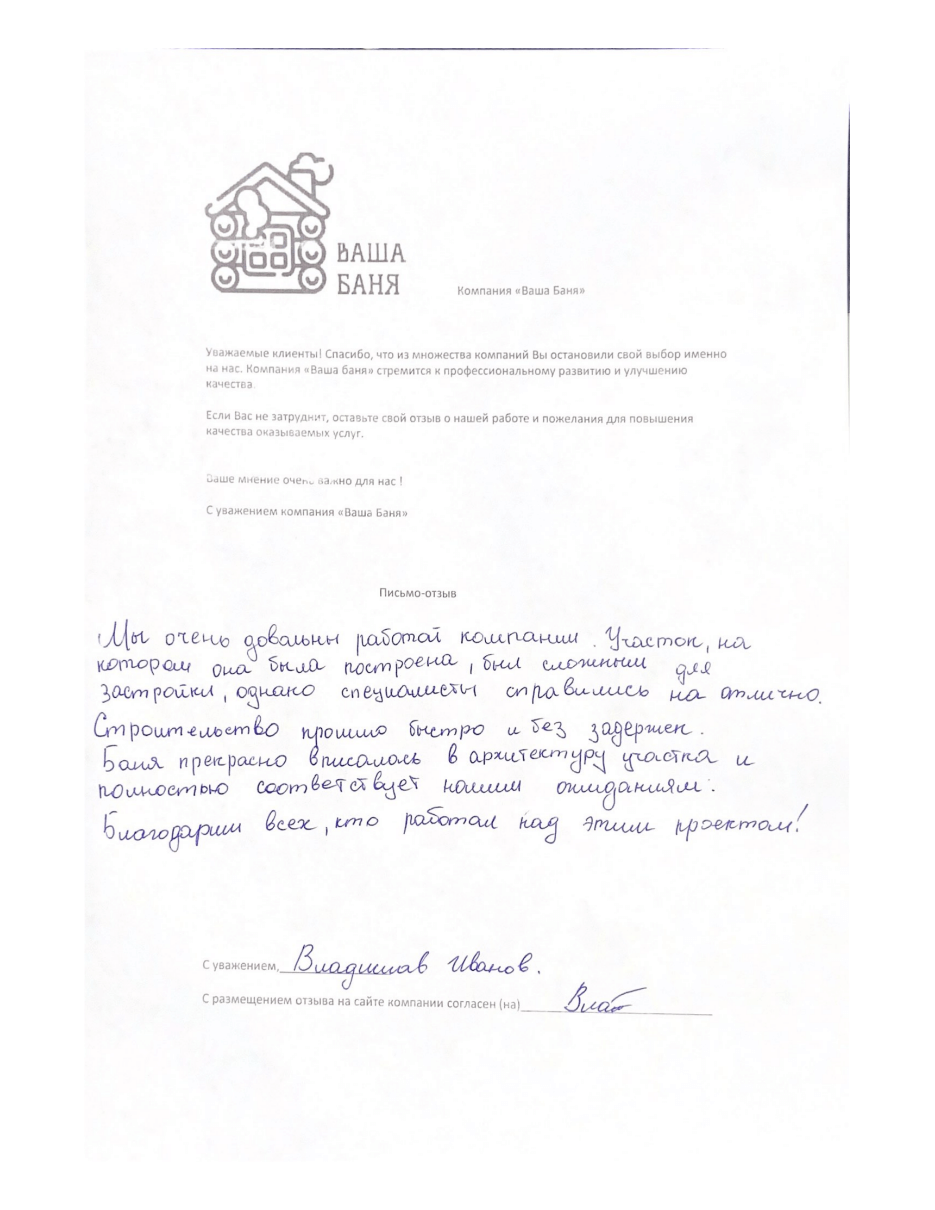 ВАША
БАНЯ
Компания «Ваша Баня»
Уважаемые клиенты! Спасибо, что из множества компаний Вы остановили свой выбор именно
на нас. Компания «Ваша баня» стремится к профессиональному развитию и улучшению
качества.
Если Вас не затруднит, оставьте свой отзыв о нашей работе и пожелания для повышения
качества оказываемых услуг.
Ваше мнение очень важно для нас !
С уважением компания «Ваша Баня»
Письмо-отзыв
Мы очень довольны работой компании. Участок, на
котором она была построена, был сложным для
застройки, однако специалисты справились на отлично.
Строительство прошло быстро и без задержек.
Баня прекрасно вписалась в архитектуру участка и
полностью соответствует нашим ожиданиям.
Благодарим всех, кто работал над этим проектом!
С уважением, Владислав Иванов.
С размещением отзыва на сайте компании согласен (на)